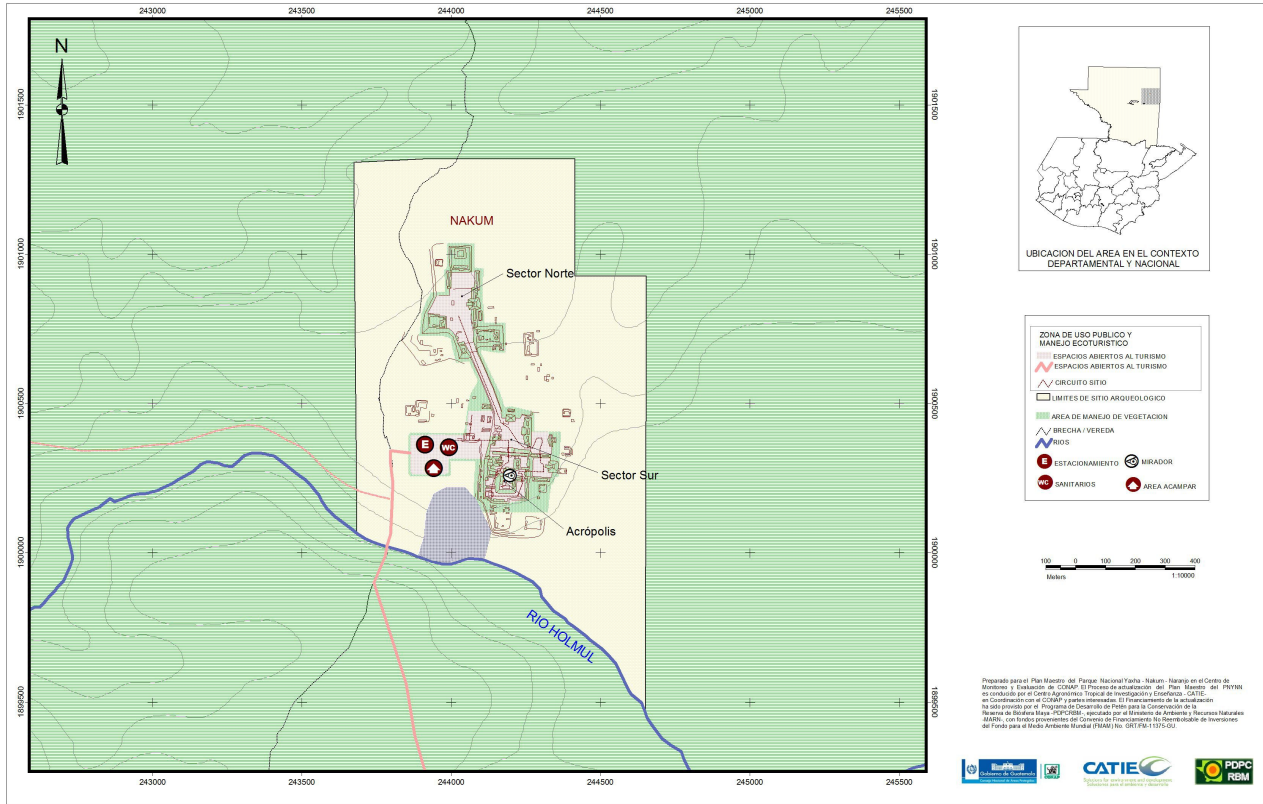 243000 243500 244000 244500 245000 245500
N
1901500 1901500
NAKUM
1901000 1901000
Sector Norte
1900500 1900500
E WC
Sector Sur
Acrópolis
1900000 1900000
RIO HOLMUL
1899500 1899500
243000 243500 244000 244500 245000 245500
UBICACION DEL AREA EN EL CONTEXTO
DEPARTAMENTAL Y NACIONAL
ZONA DE USO PUBLICO Y
MANEJO ECOTURISTICO
ESPACIOS ABIERTOS AL TURISMO
ESPACIOS ABIERTOS AL TURISMO
CIRCUITO SITIO
LIMITES DE SITIO ARQUEOLOGICO
AREA DE MANEJO DE VEGETACION
BRECHA / VEREDA
RIOS
E ESTACIONAMIENTO MIRADOR
WC SANITARIOS AREA ACAMPAR
100 0 100 200 300 400
Meters 1:10000
Preparado para el Plan Maestro del Parque Nacional Yaxha - Nakum - Naranjo en el Centro de
Monitoreo y Evaluación de CONAP. El Proceso de actualización del Plan Maestro del PNYNN
es conducido por el Centro Agronómico Tropical de Investigación y Enseñanza - CATIE-
en Coordinación con el CONAP y partes interesadas. El Financiamiento de la actualización
ha sido provisto por el Programa de Desarrollo de Petén para la Conservación de la
Reserva de Biósfera Maya -PDPCRBM-, ejecutado por el Ministerio de Ambiente y Recursos Naturales
-MARN-, con fondos provenientes del Convenio de Financiamiento No Reembolsable de Inversiones
del Fondo para el Medio Ambiente Mundial (FMAM) No. GRT/FM-11375-GU.
Gobierno de Guatemala
CONAP
CATIE
Soluciones para el ambiente y desarrollo
PDPC
RBM